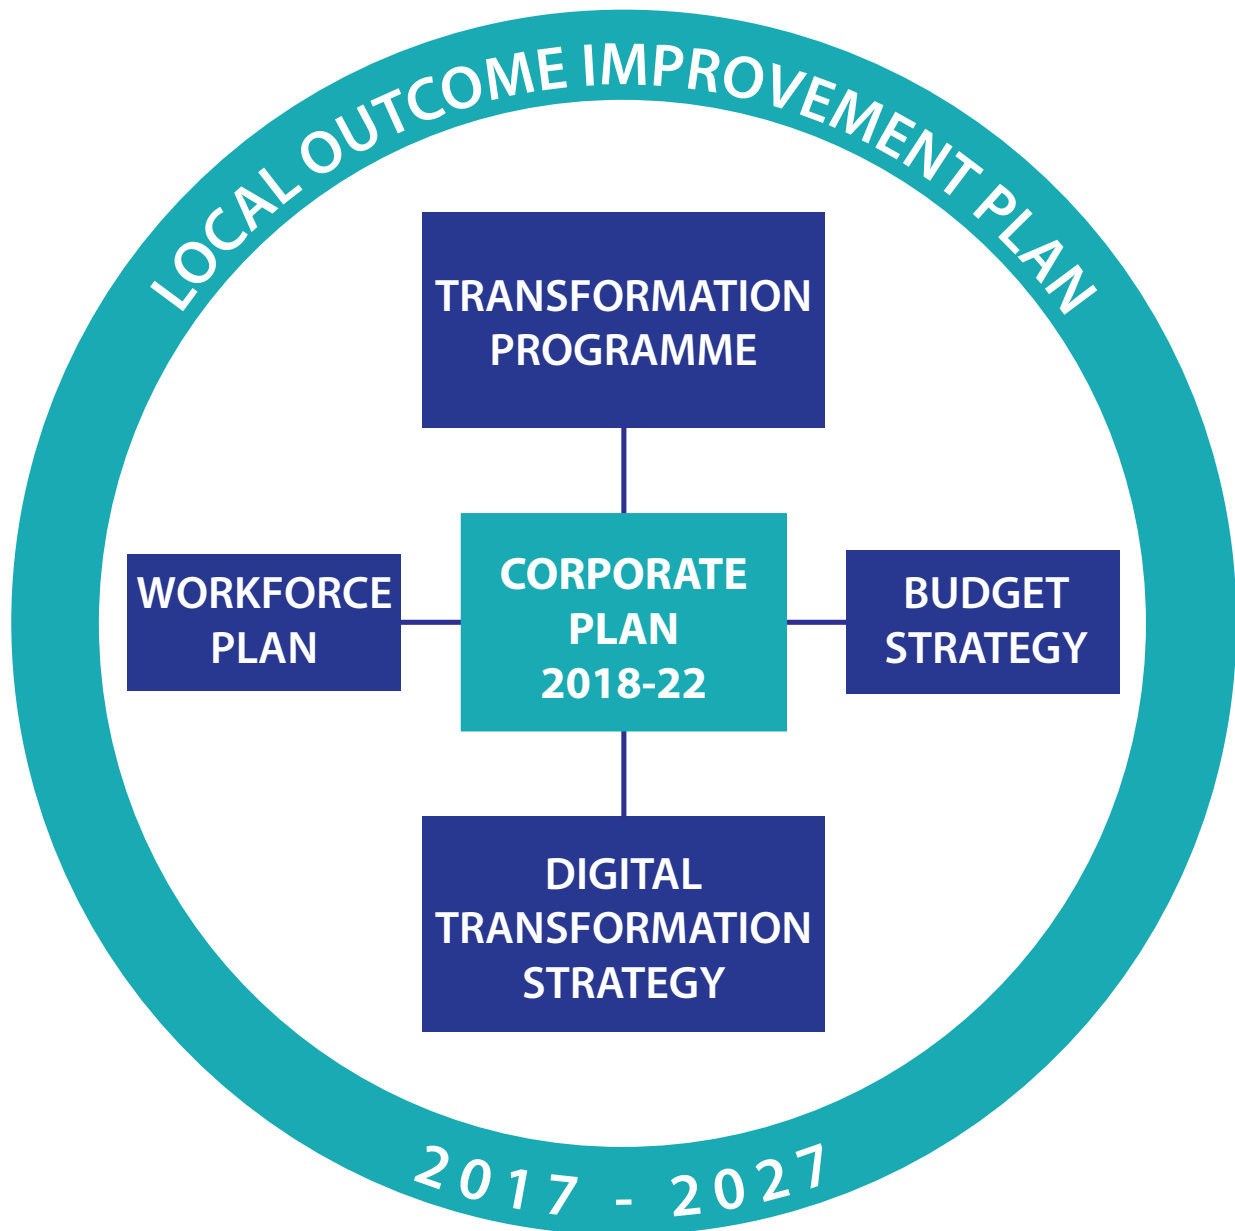 LOCAL OUTCOME IMPROVEMENT PLAN
TRANSFORMATION
PROGRAMME
WORKFORCE
PLAN
CORPORATE
PLAN
2018-22
BUDGET
STRATEGY
DIGITAL
TRANSFORMATION
STRATEGY
2017 - 2027